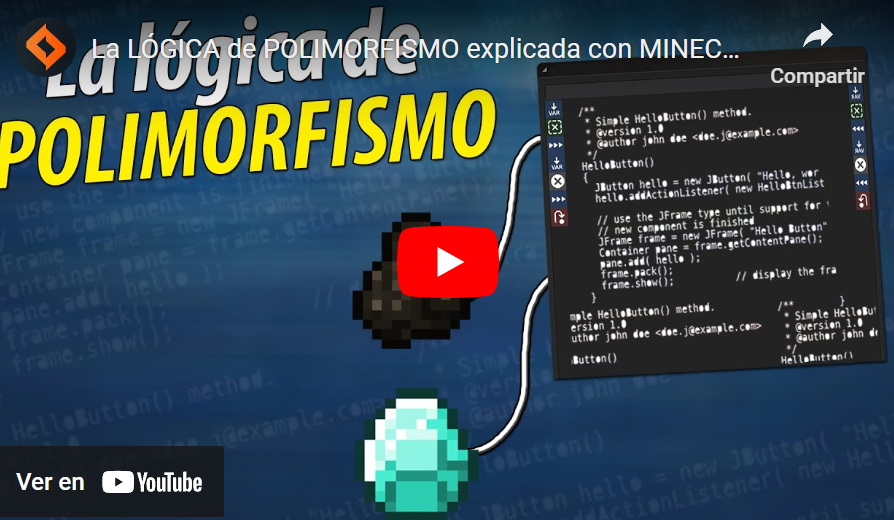 La LÓGICA de POLIMORFISMO explicada con MINEC...
Compartir
La lógica de
POLIMORFISMO
/**
* Simple HelloButton() method.
* @version 1.0
* @author john doe <doe.j@example.com>
*/
HelloButton()
{
JButton hello = new JButton( "Hello, wor
hello.addActionListener( new HelloBtnList
// use the JFrame type until support for
// new component is finished
JFrame frame = new JFrame( "Hello Button"
Container pane = frame.getContentPane();
pane.add( hello );
frame.pack();
frame.show(); // display the fra
}
mple HelloButton() method.
ersion 1.0
uthor john doe <doe.j@example.com>
Button()
/** }
* Simple HelloBut
* @version 1.0
* @author john do
*/
HelloButton()
VAR
VAR
RAV
RAV
Ver en YouTube